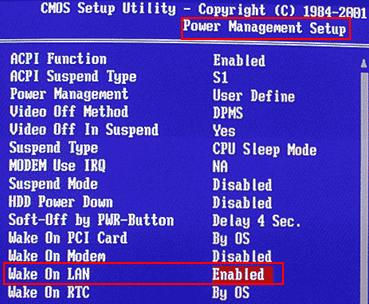 CMOS Setup Utility - Copyright (C) 1984-2001
Power Management Setup
ACPI Function Enabled
ACPI Suspend Type S1
Power Management User Define
Video Off Method DPMS
Video Off In Suspend Yes
Suspend Type CPU Sleep Mode
MODEM Use IRQ NA
Suspend Mode Disabled
HDD Power Down Disabled
Soft-Off by PWR-Button Delay 4 Sec.
Wake On PCI Card By OS
Wake On Modem Disabled
Wake On LAN Enabled
Wake On RTC By OS